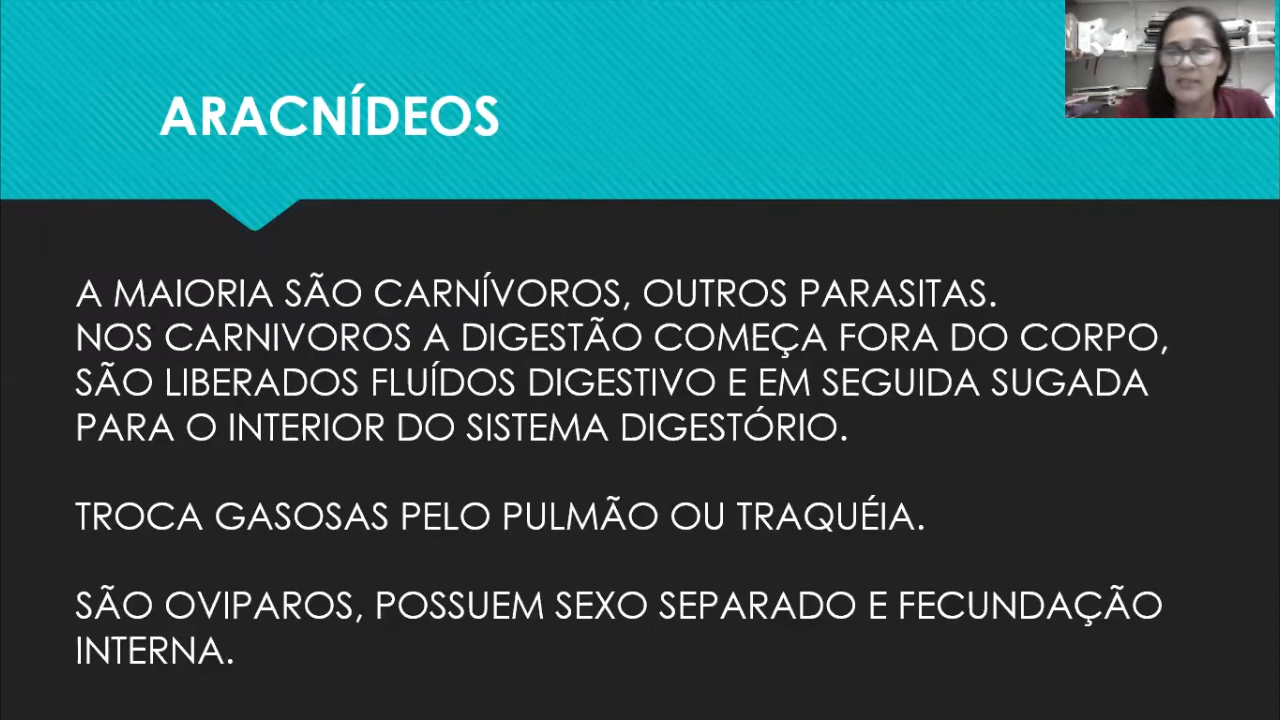 ARACNÍDEOS
A MAIORIA SÃO CARNÍVOROS, OUTROS PARASITAS.
NOS CARNIVOROS A DIGESTÃO COMEÇA FORA DO CORPO,
SÃO LIBERADOS FLUÍDOS DIGESTIVO E EM SEGUIDA SUGADA
PARA O INTERIOR DO SISTEMA DIGESTÓRIO.
TROCA GASOSAS PELO PULMÃO OU TRAQUÉIA.
SÃO OVIPAROS, POSSUEM SEXO SEPARADO E FECUNDAÇÃO
INTERNA.